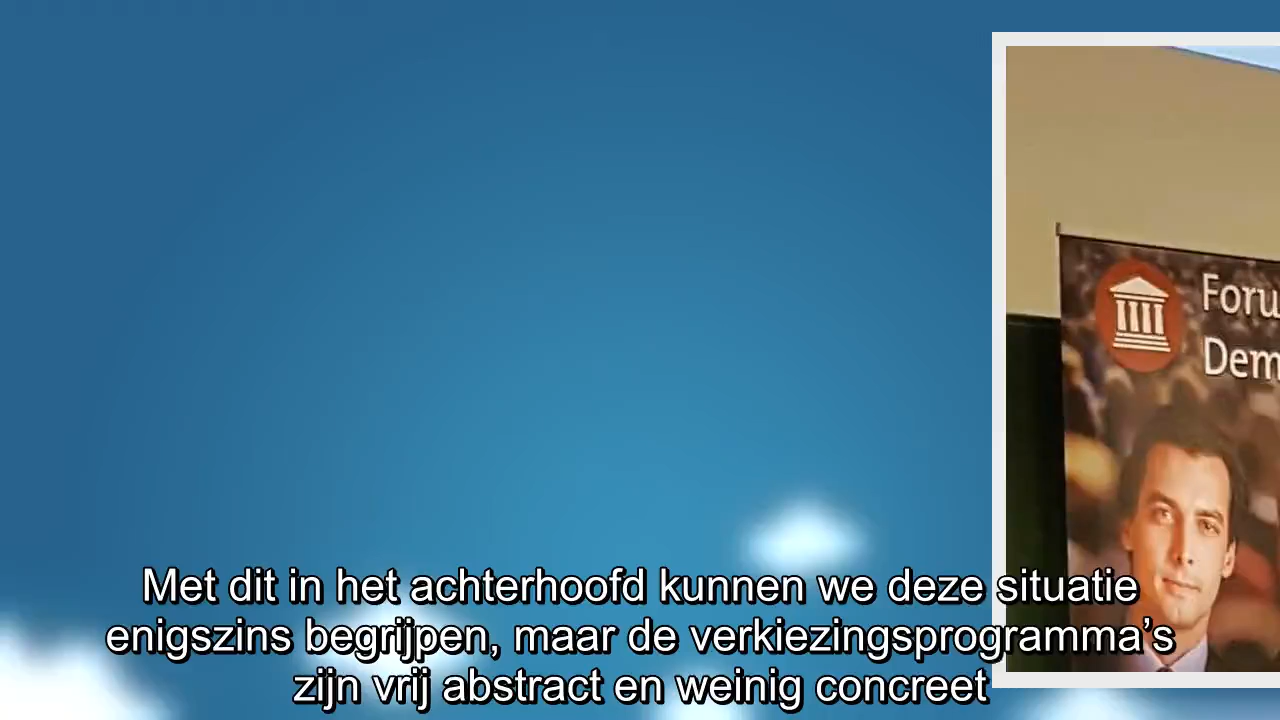 Foru
Dem
Met dit in het achterhoofd kunnen we deze situatie
enigszins begrijpen, maar de verkiezingsprogramma’s
zijn vrij abstract en weinig concreet